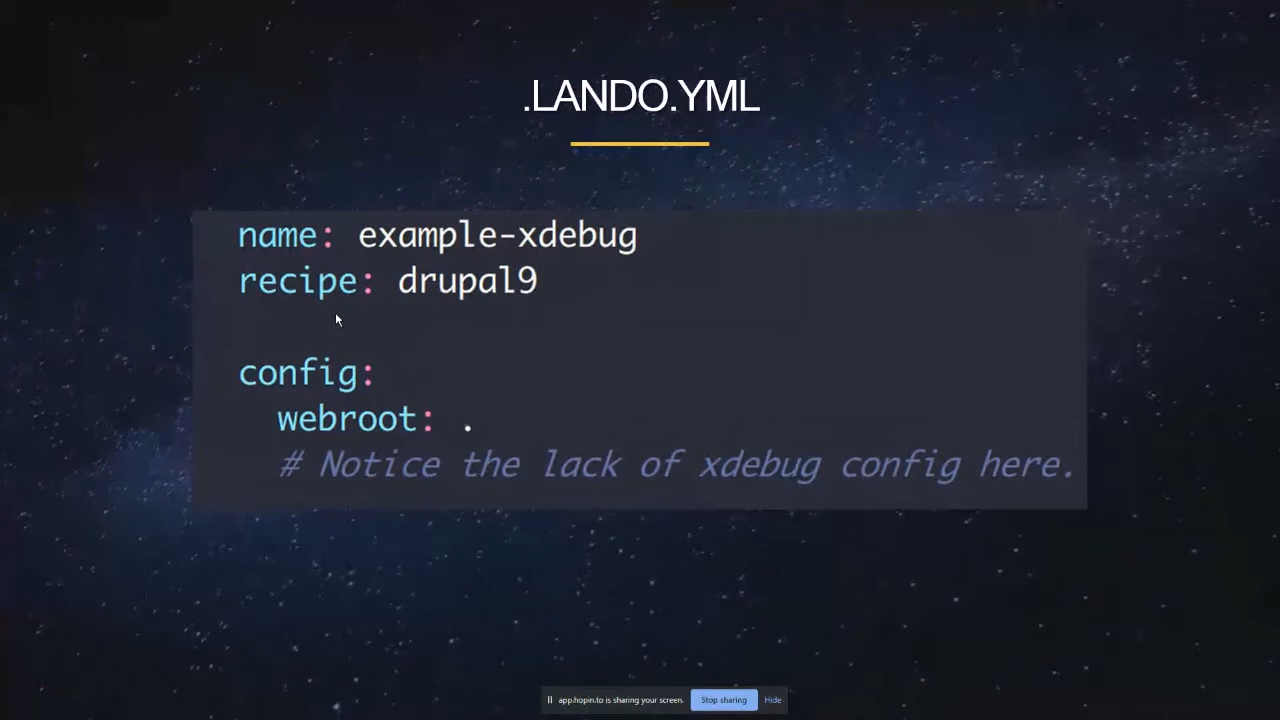 .LANDO.YML
name: example-xdebug
recipe: drupal9
config:
webroot: .
# Notice the lack of xdebug config here.
app.hopin.to is sharing your screen. Stop sharing Hide